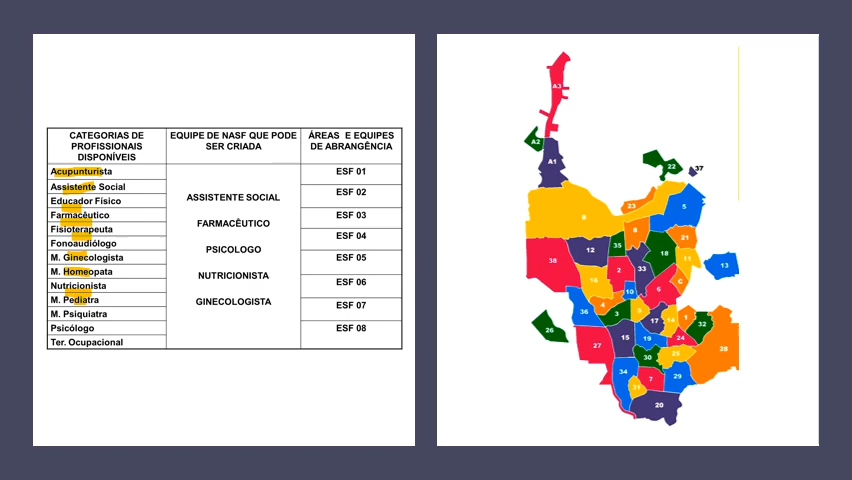 CATEGORIAS DE
PROFISSIONAIS
DISPONÍVEIS
EQUIPE DE NASF QUE PODE
SER CRIADA
ÁREAS E EQUIPES
DE ABRANGÊNCIA
Acupunturista
Assistente Social
Educador Físico
Farmacêutico
Fisioterapeuta
Fonoaudiólogo
M. Ginecologista
M. Homeopata
Nutricionista
M. Pediatra
M. Psiquiatra
Psicólogo
Ter. Ocupacional
ASSISTENTE SOCIAL
FARMACÊUTICO
PSICOLOGO
NUTRICIONISTA
GINECOLOGISTA
ESF 01
ESF 02
ESF 03
ESF 04
ESF 05
ESF 06
ESF 07
ESF 08
A3
A2
A1
22
37
23
5
8
21
12
35
18
11
38
2
33
13
16
6
C
10
36
4
3
9
17
14
1
32
26
27
15
19
24
30
25
28
34
7
29
31
20